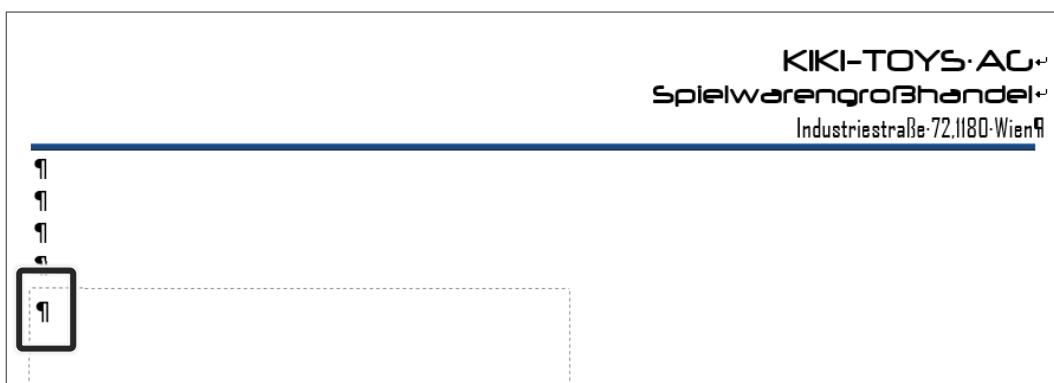 KIKI-TOYS·AG↵
Spielwarengroßhandel↵
Industriestraße·72,1180·Wien¶
¶
¶
¶
¶
¶